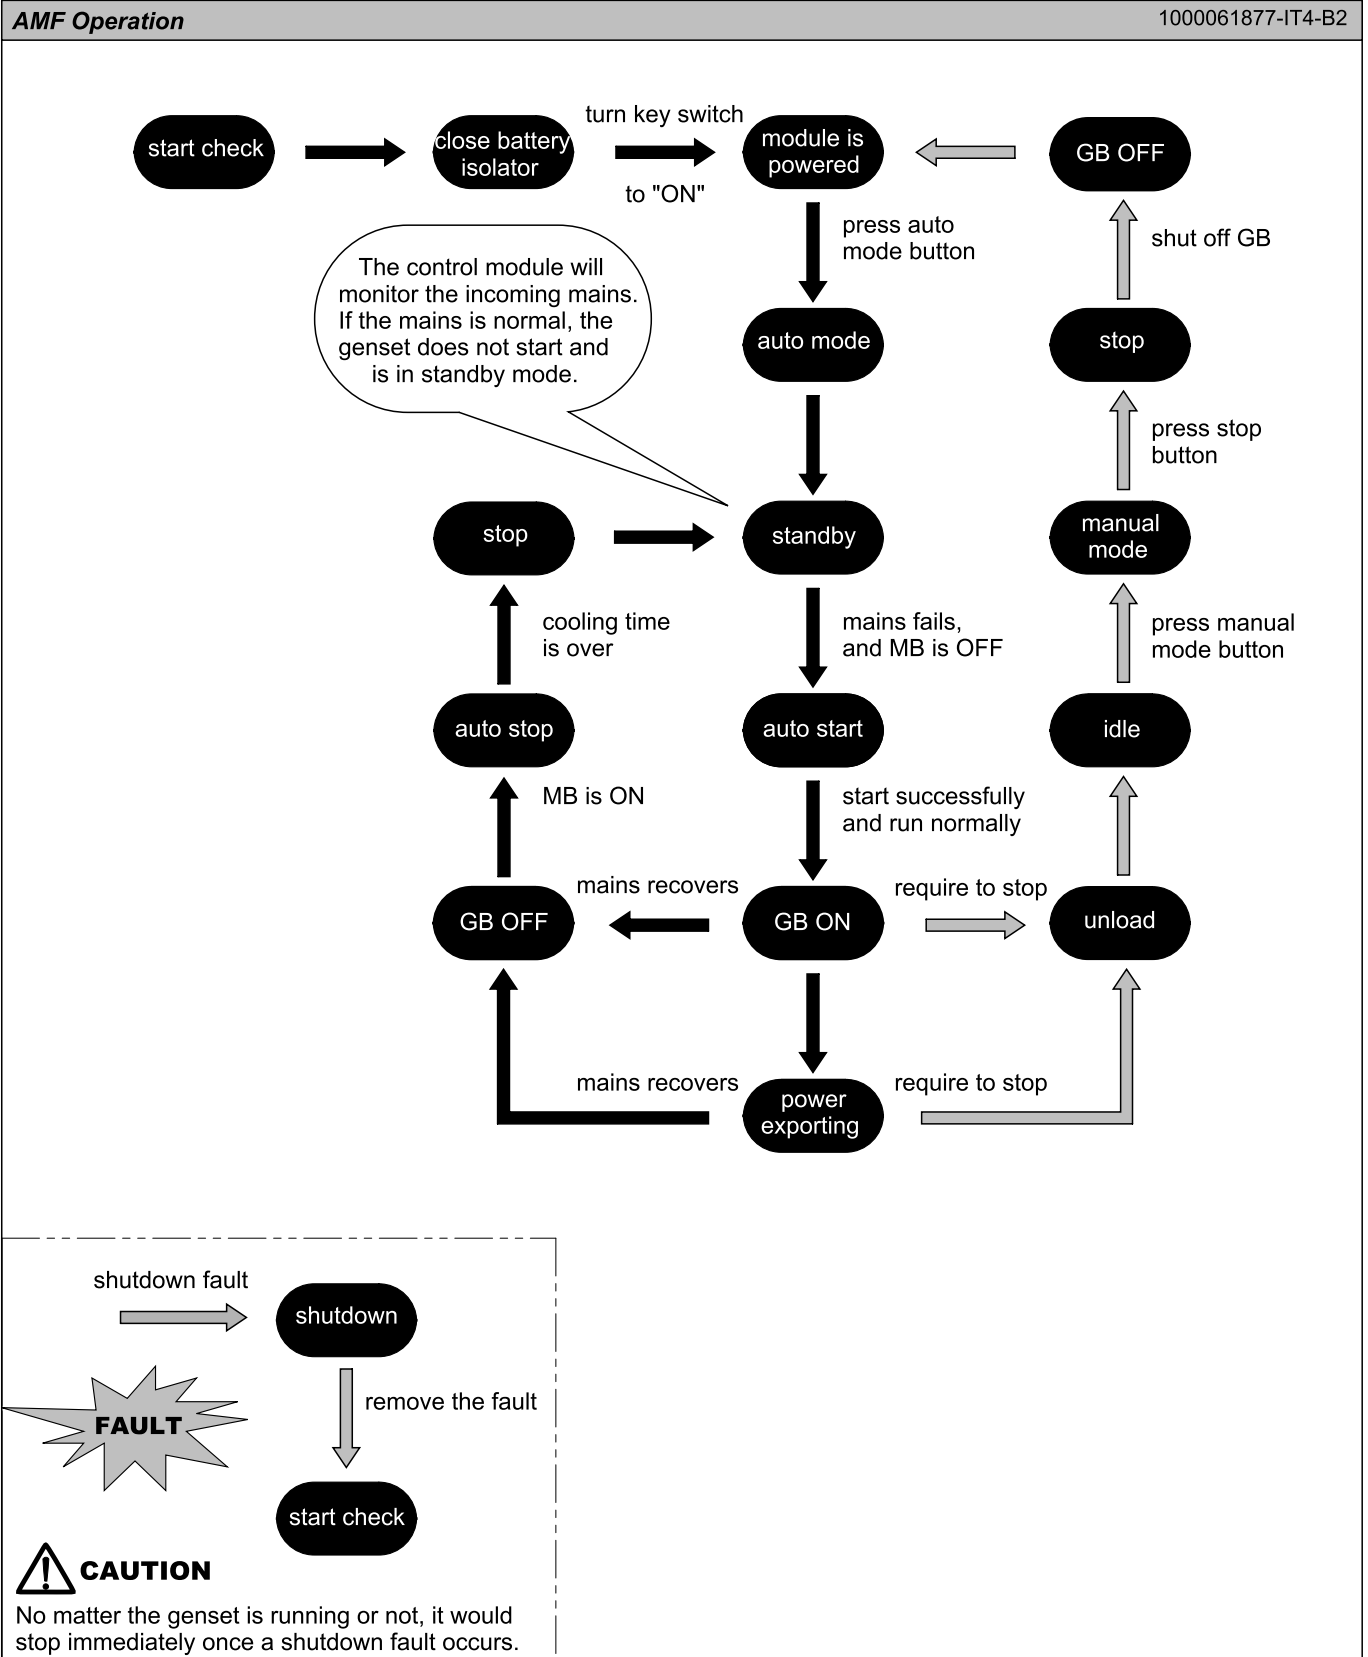 AMF Operation
1000061877-IT4-B2
start check
close battery
isolator
turn key switch
to "ON"
module is
powered
GB OFF
press auto
mode button
shut off GB
The control module will
monitor the incoming mains.
If the mains is normal, the
genset does not start and
is in standby mode.
auto mode
stop
press stop
button
stop
standby
manual
mode
cooling time
is over
mains fails,
and MB is OFF
press manual
mode button
auto stop
auto start
idle
MB is ON
start successfully
and run normally
mains recovers
require to stop
GB OFF
GB ON
unload
mains recovers
require to stop
power
exporting
shutdown fault
shutdown
remove the fault
FAULT
start check
CAUTION
No matter the genset is running or not, it would
stop immediately once a shutdown fault occurs.